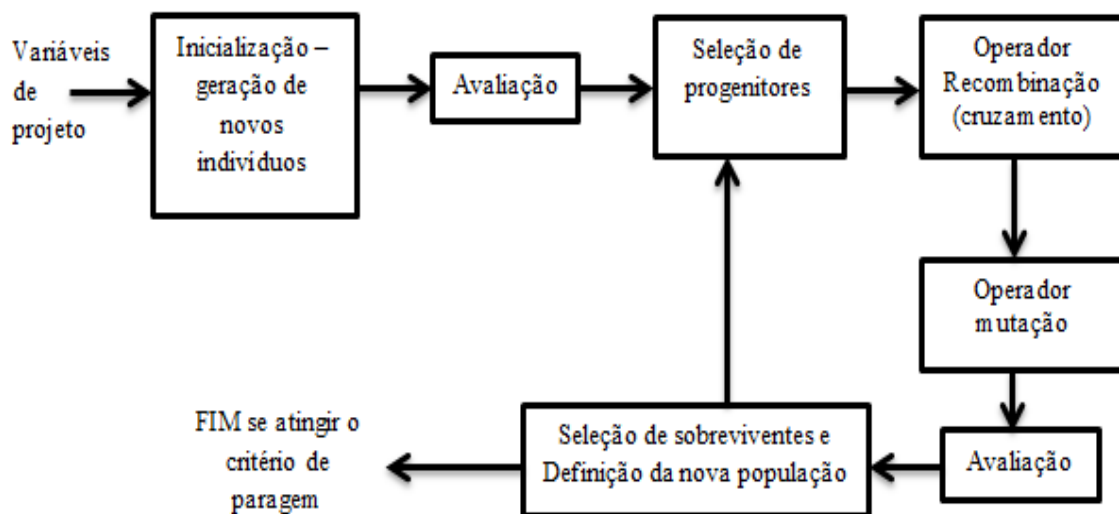 Variáveis
de
projeto
Inicialização –
geração de
novos
indivíduos
Avaliação
Seleção de
progenitores
Operador
Recombinação
(cruzamento)
Operador
mutação
Avaliação
Seleção de sobreviventes e
Definição da nova população
FIM se atingir o
critério de
paragem